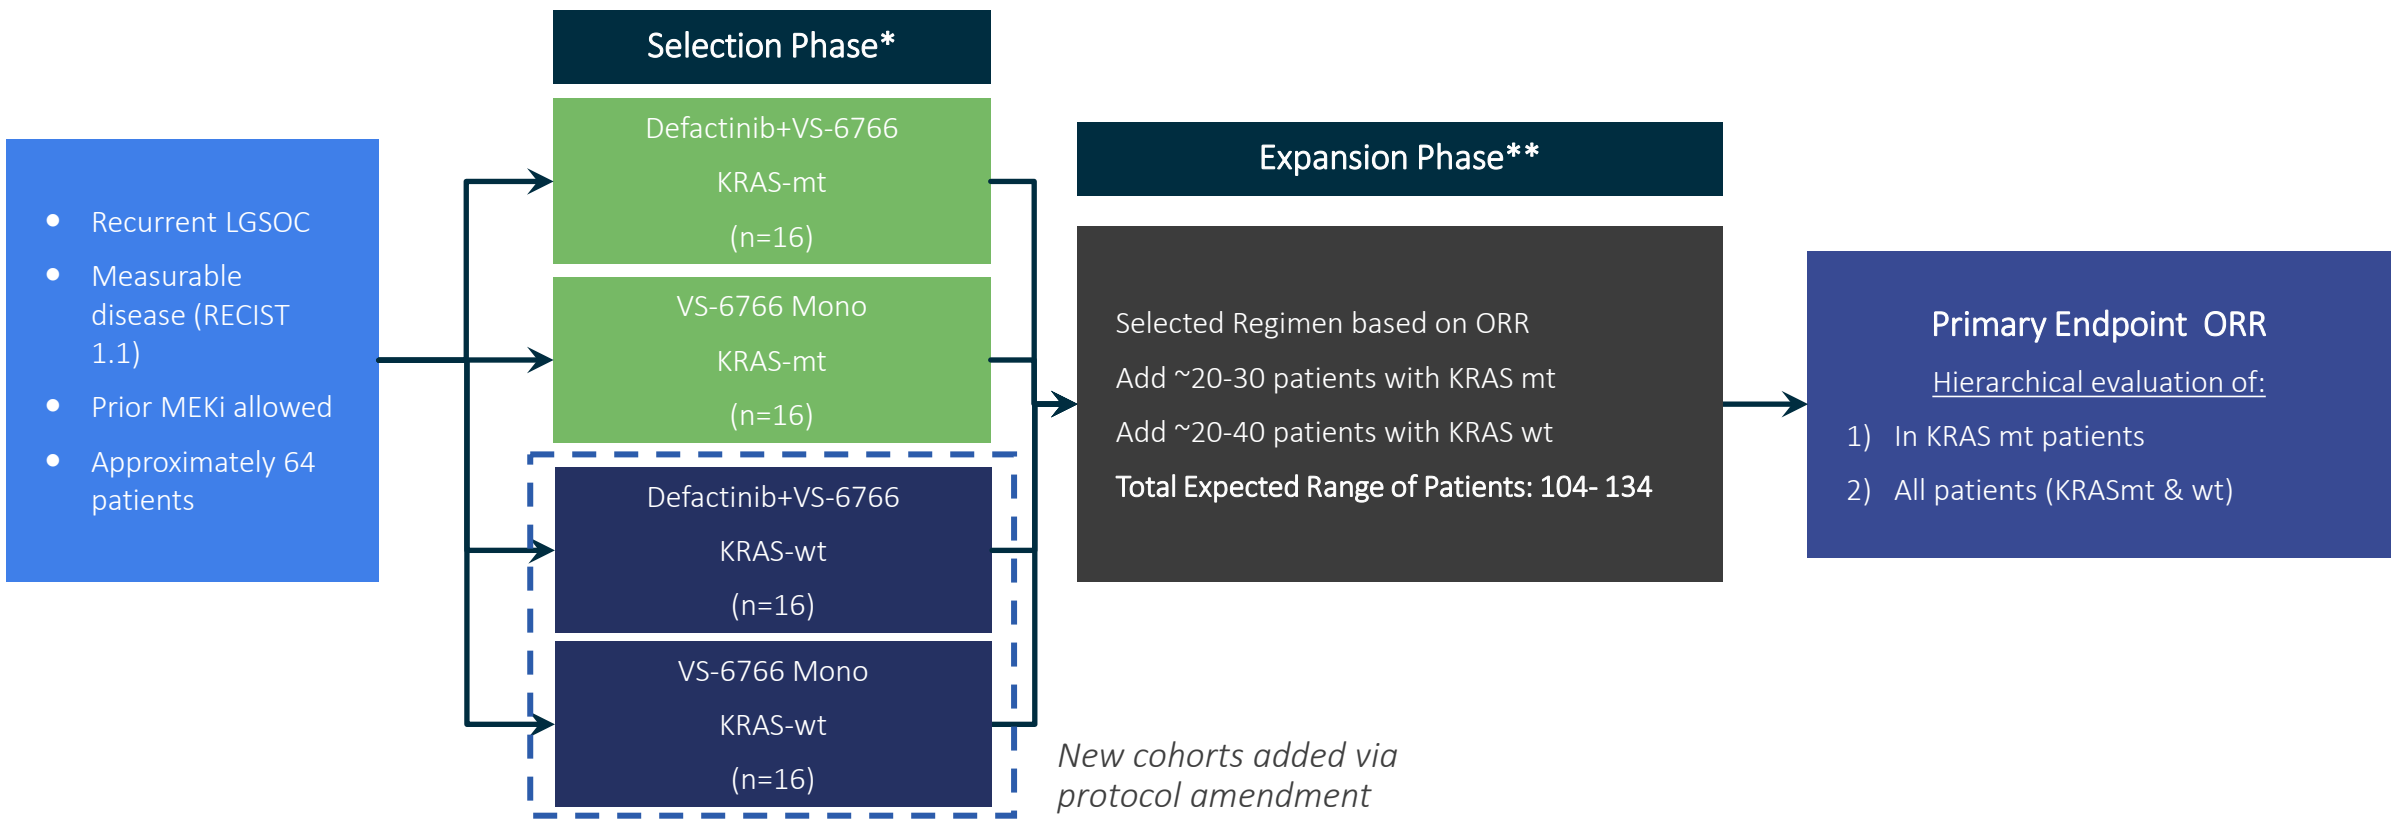 Selection Phase*
Defactinib+VS-6766
KRAS-mt
(n=16)
VS-6766 Mono
KRAS-mt
(n=16)
Defactinib+VS-6766
KRAS-wt
(n=16)
VS-6766 Mono
KRAS-wt
(n=16)
• Recurrent LGSOC
• Measurable
disease (RECIST
1.1)
• Prior MEKi allowed
• Approximately 64
patients
Expansion Phase**
Selected Regimen based on ORR
Add ~20-30 patients with KRAS mt
Add ~20-40 patients with KRAS wt
Total Expected Range of Patients: 104- 134
New cohorts added via
protocol amendment
Primary Endpoint ORR
Hierarchical evaluation of:
1) In KRAS mt patients
2) All patients (KRASmt & wt)